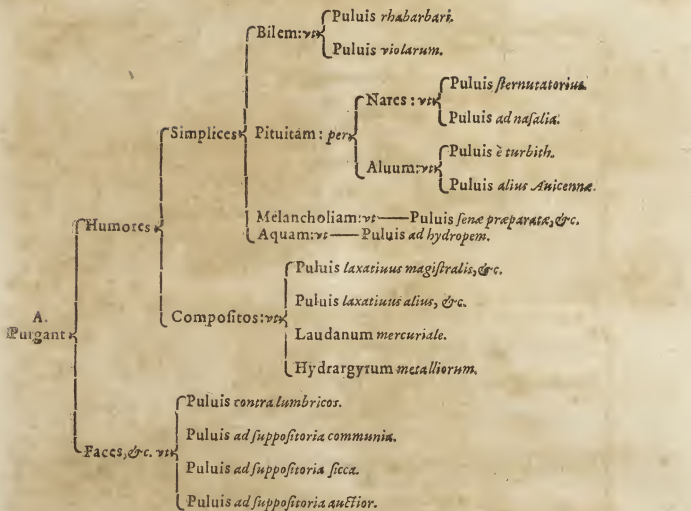 Puluis rhabarbari.
Bilem: vt
Puluis violarum.
Puluis ſternutatorius.
Nares: vt
Puluis ad naſalia.
Simplices
Pituitam: per
Puluis è turbith.
Aluum: vt
Puluis alius Auicennæ.
Melancholiam: vt Puluis ſenæ præparatæ, &c.
Humores
Aquam: vt Puluis ad hydropem.
Puluis laxatiuus magiſtralis, &c.
Puluis laxatiuus alius, &c.
A.
Compoſitos: vt
Purgant
Laudanum mercuriale.
Hydrargyrum metalliorum.
Puluis contra lumbricos.
Puluis ad ſuppoſitoria communia.
Fæces, &c. vt
Puluis ad ſuppoſitoria ſicca.
Puluis ad ſuppoſitoria auctior.